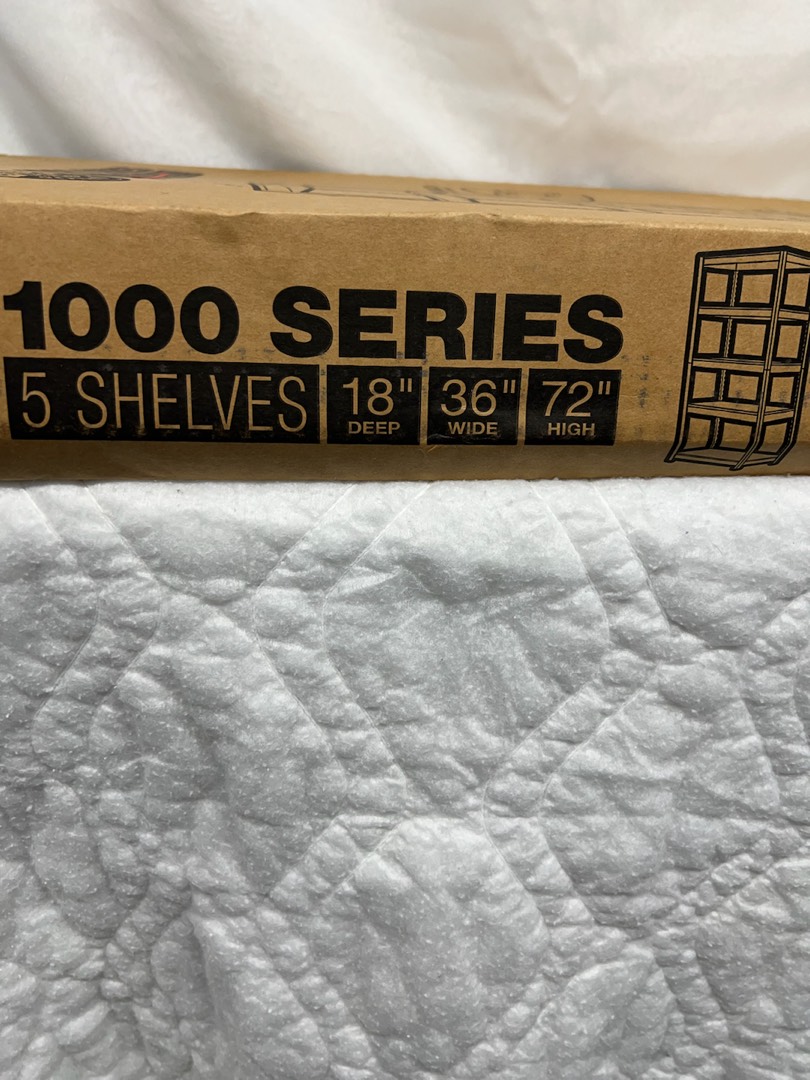 1000 SERIES
5 SHELVES 18" 36" 72"
DEEP WIDE HIGH